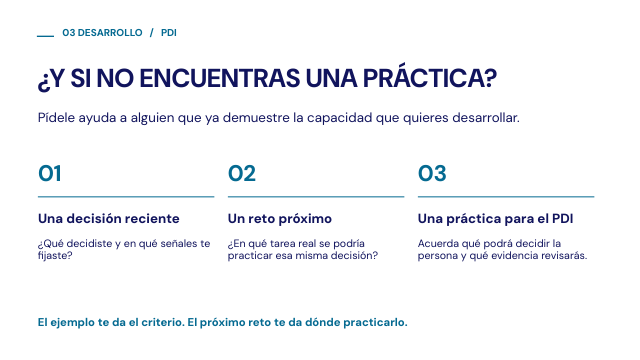 03 DESARROLLO / PDI
¿Y SI NO ENCUENTRAS UNA PRÁCTICA?
Pídele ayuda a alguien que ya demuestre la capacidad que quieres desarrollar.
01
Una decisión reciente
¿Qué decidiste y en qué señales te
fijaste?
02
Un reto próximo
¿En qué tarea real se podría
practicar esa misma decisión?
03
Una práctica para el PDI
Acuerda qué podrá decidir la
persona y qué evidencia revisarás.
El ejemplo te da el criterio. El próximo reto te da dónde practicarlo.